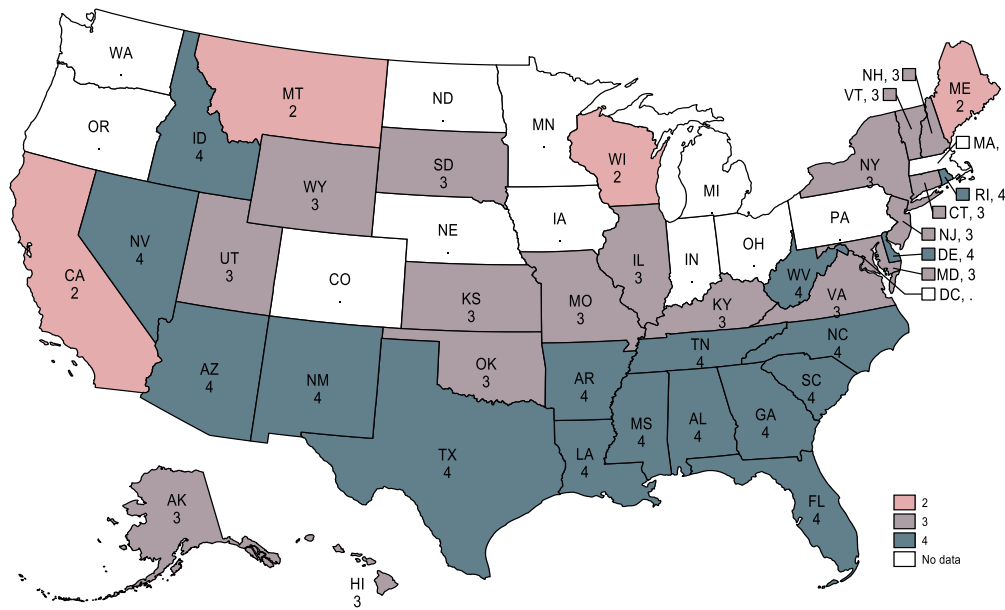 WA
.
OR
.
CA
2
NV
4
ID
4
MT
2
WY
3
UT
3
CO
.
AZ
4
NM
4
ND
.
SD
3
NE
.
KS
3
OK
3
TX
4
MN
.
IA
.
MO
3
AR
4
LA
4
WI
2
IL
3
MI
.
IN
.
OH
.
KY
3
TN
4
MS
4
AL
4
GA
4
FL
4
SC
4
NC
4
VA
3
WV
4
PA
.
NY
3
ME
2
NH, 3
VT, 3
MA,
RI, 4
CT, 3
NJ, 3
DE, 4
MD, 3
DC, .
AK
3
HI
3
2
3
4
No data